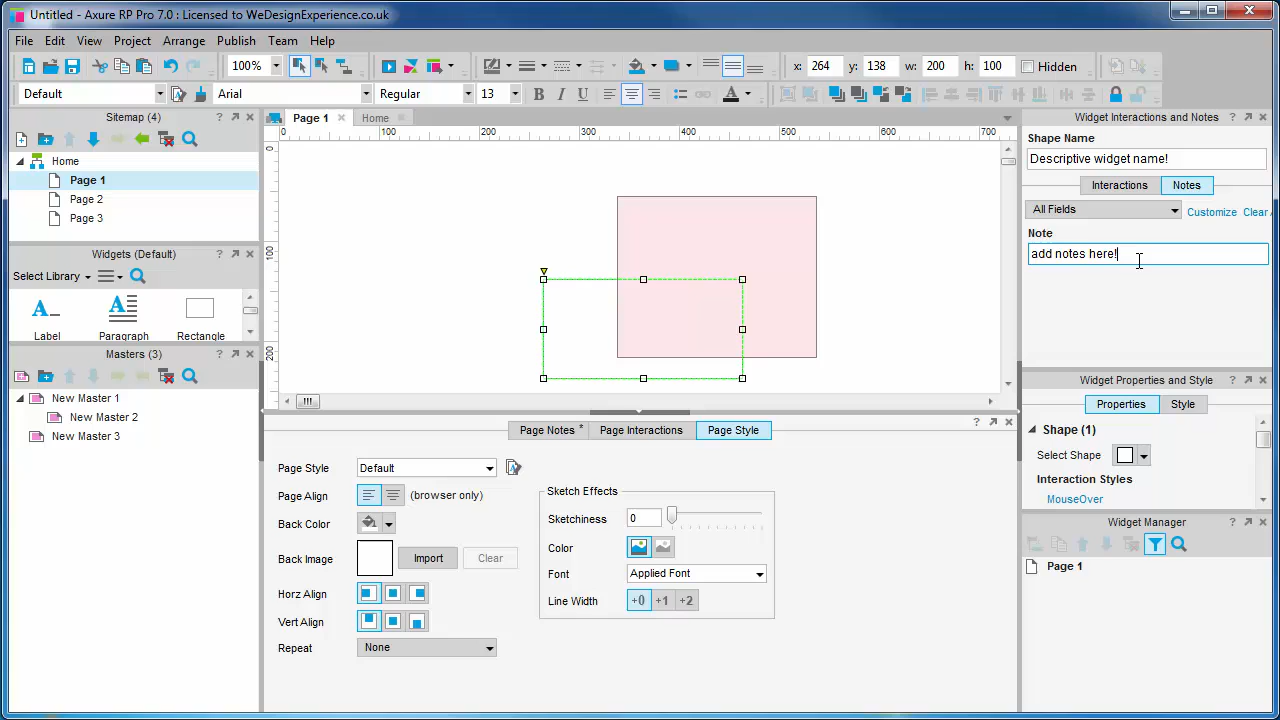 Untitled - Axure RP Pro 7.0 : Licensed to WeDesignExperience.co.uk
File Edit View Project Arrange Publish Team Help
100% x: 264 y: 138 w: 200 h: 100 Hidden
Default Arial Regular 13 B I U A
Sitemap (4) ?
Home
Page 1
Page 2
Page 3
Widgets (Default) ?
Select Library
Label Paragraph Rectangle
Masters (3) ?
New Master 1
New Master 2
New Master 3
Page 1 Home
0 100 200 300 400 500 600 700
0
100
200
Page Notes * Page Interactions Page Style ?
Page Style Default
Page Align (browser only)
Back Color
Back Image Import Clear
Horz Align
Vert Align
Repeat None
Sketch Effects
Sketchiness 0
Color
Font Applied Font
Line Width +0 +1 +2
Widget Interactions and Notes ?
Shape Name
Descriptive widget name!
Interactions Notes
All Fields Customize Clear
Note
add notes here!
Widget Properties and Style ?
Properties Style
Shape (1)
Select Shape
Interaction Styles
MouseOver
Widget Manager ?
Page 1